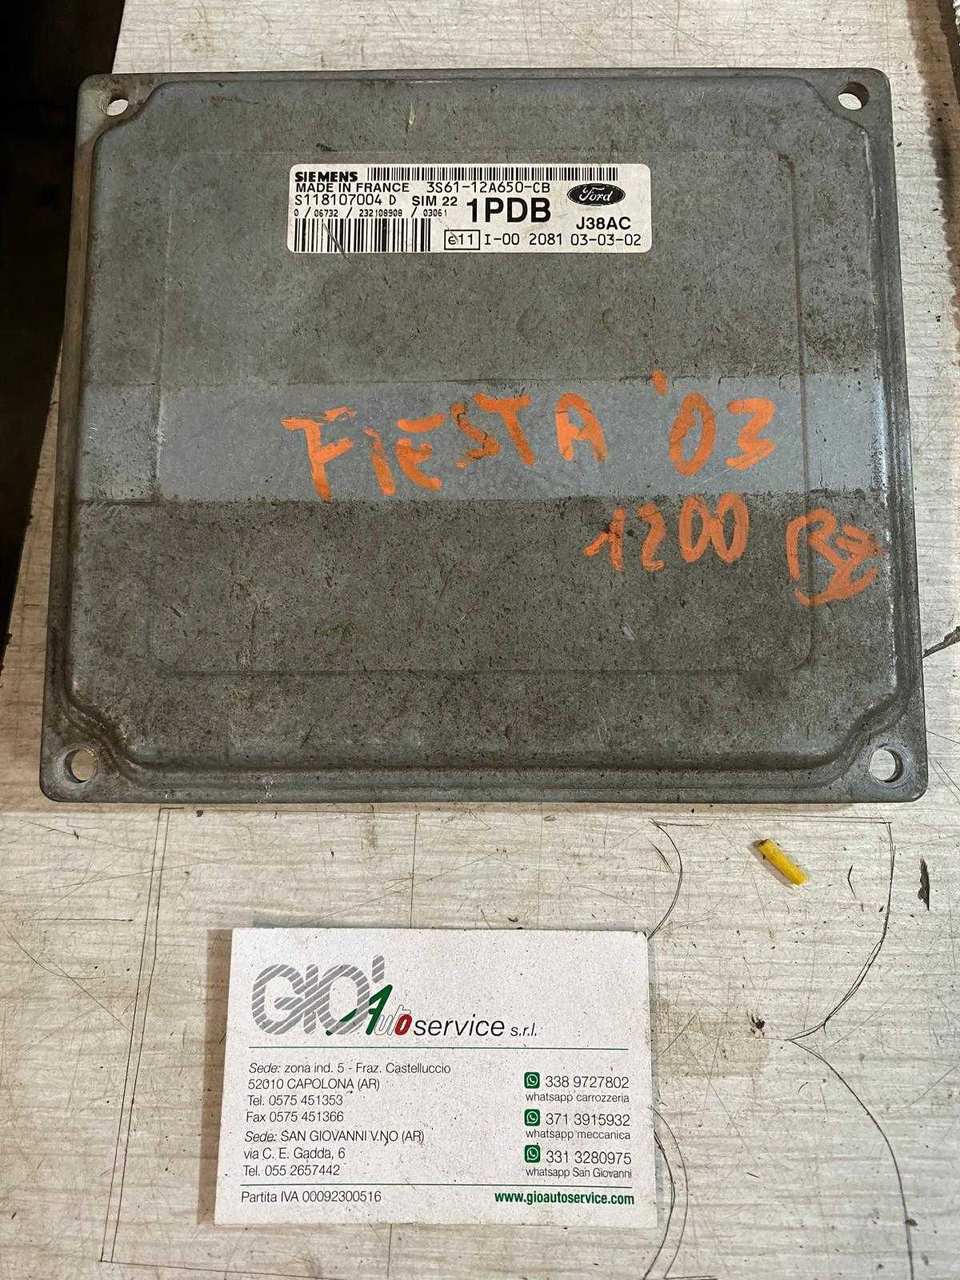 SIEMENS
MADE IN FRANCE 3S61-12A650-CB
S118107004 D SIM 22 1PDB Ford
0 / 06732 / 232108908 / 03061 J38AC
e11 I-00 2081 03-03-02
FIESTA '03
1200 Bz
GIO' Autoservice s.r.l.
Sede: zona ind. 5 - Fraz. Castelluccio
52010 CAPOLONA (AR)
Tel. 0575 451353
Fax 0575 451366
Sede: SAN GIOVANNI V.NO (AR)
via C. E. Gadda, 6
Tel. 055 2657442
338 9727802
whatsapp carrozzeria
371 3915932
whatsapp meccanica
331 3280975
whatsapp San Giovanni
Partita IVA 00092300516 www.gioautoservice.com